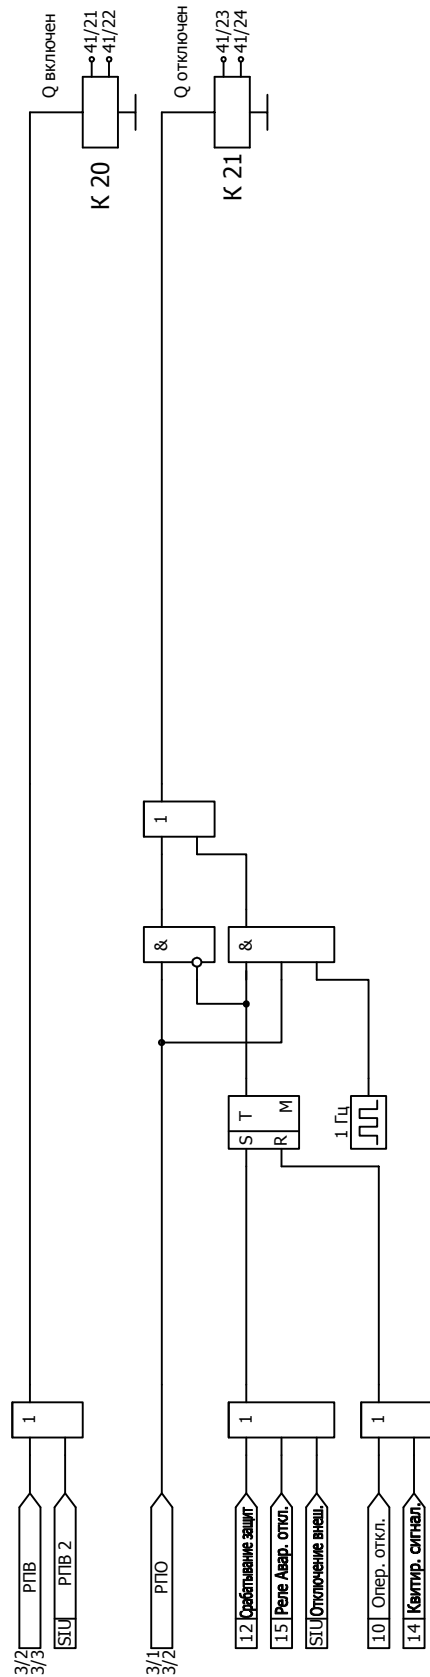 3/2
3/3
РПВ
SIU
РПВ 2
1
Q включен
41/21
41/22
К 20
3/1
3/2
РПО
&
1
Q отключен
41/23
41/24
К 21
12
Срабатывание защит
15
Реле Авар. откл.
SIU
Отключение внеш.
1
S
T
R
M
&
1 Гц
10
Опер. откл.
14
Квитир. сигнал.
1